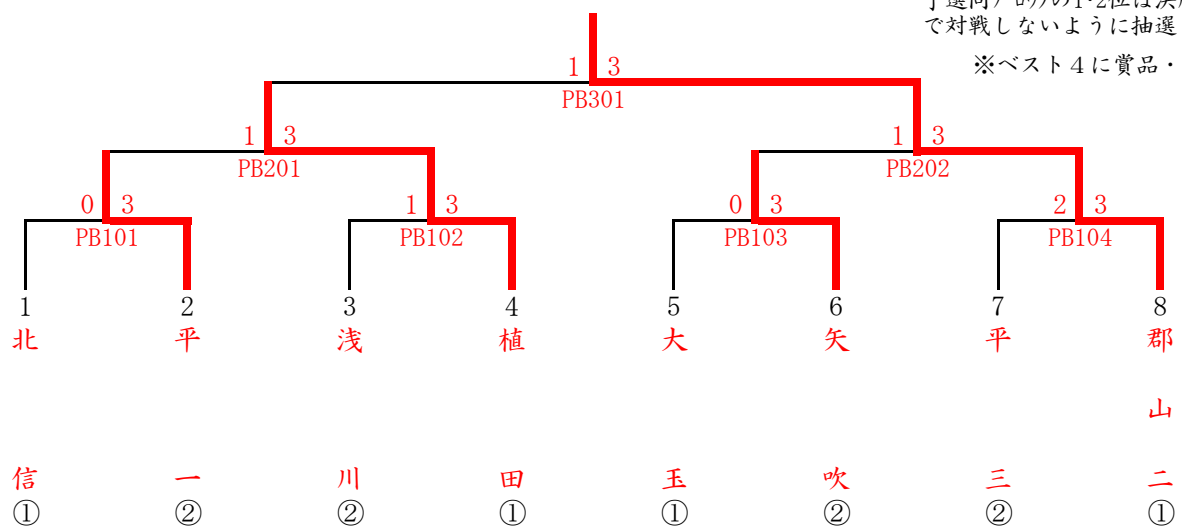 で対戦しないように抽選
※ベスト4に賞品・
1 3
PB301
1 3
PB201
1 3
PB202
0 3
PB101
1 3
PB102
0 3
PB103
2 3
PB104
1 2 3 4 5 6 7 8
北信
平一
浅川
植田
大玉
矢吹
平三
郡山二
① ② ② ① ① ② ② ①